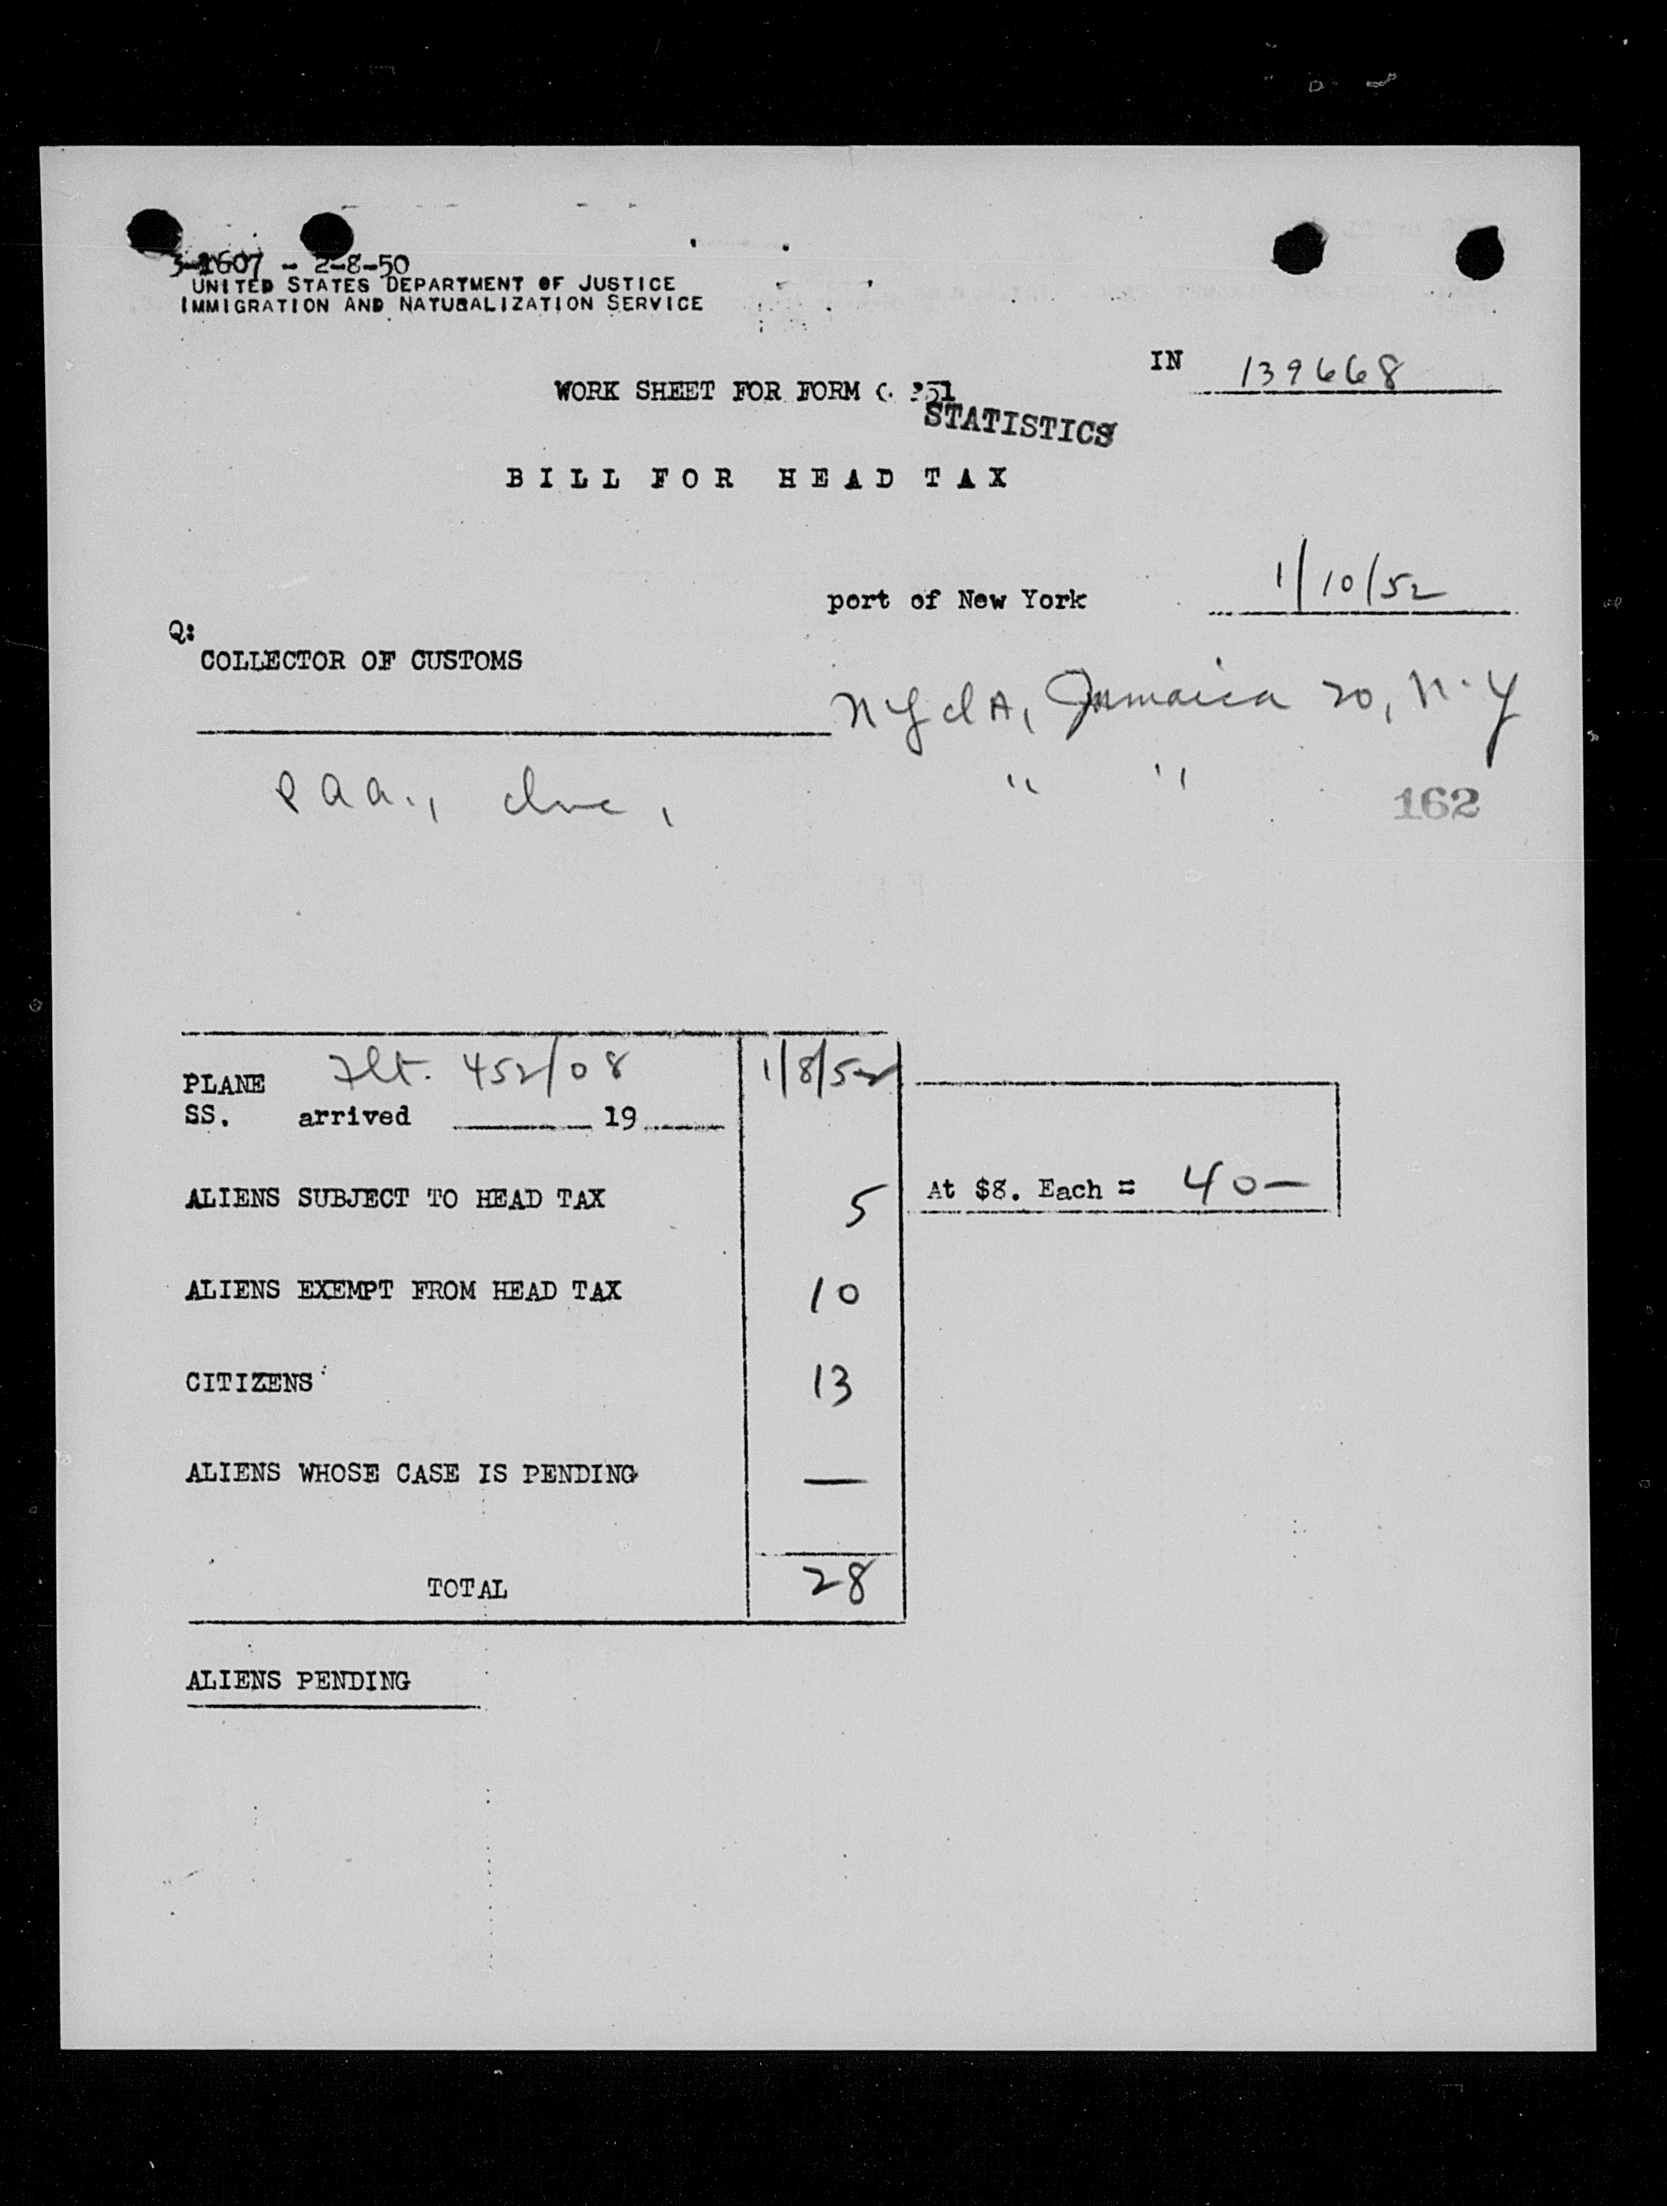 3-1607 - 2-8-50
UNITED STATES DEPARTMENT OF JUSTICE
IMMIGRATION AND NATURALIZATION SERVICE
IN 139668
WORK SHEET FOR FORM
STATISTICS
BILL FOR HEAD TAX
port of New York 1/10/52
Q:
COLLECTOR OF CUSTOMS
NYIA, Jamaica 20, N.Y
P A A., Inc, " "
162
PLANE Flt. 452/08 1/8/52
SS. arrived 19
ALIENS SUBJECT TO HEAD TAX 5 At $8. Each = 40-
ALIENS EXEMPT FROM HEAD TAX 10
CITIZENS 13
ALIENS WHOSE CASE IS PENDING —
TOTAL 28
ALIENS PENDING